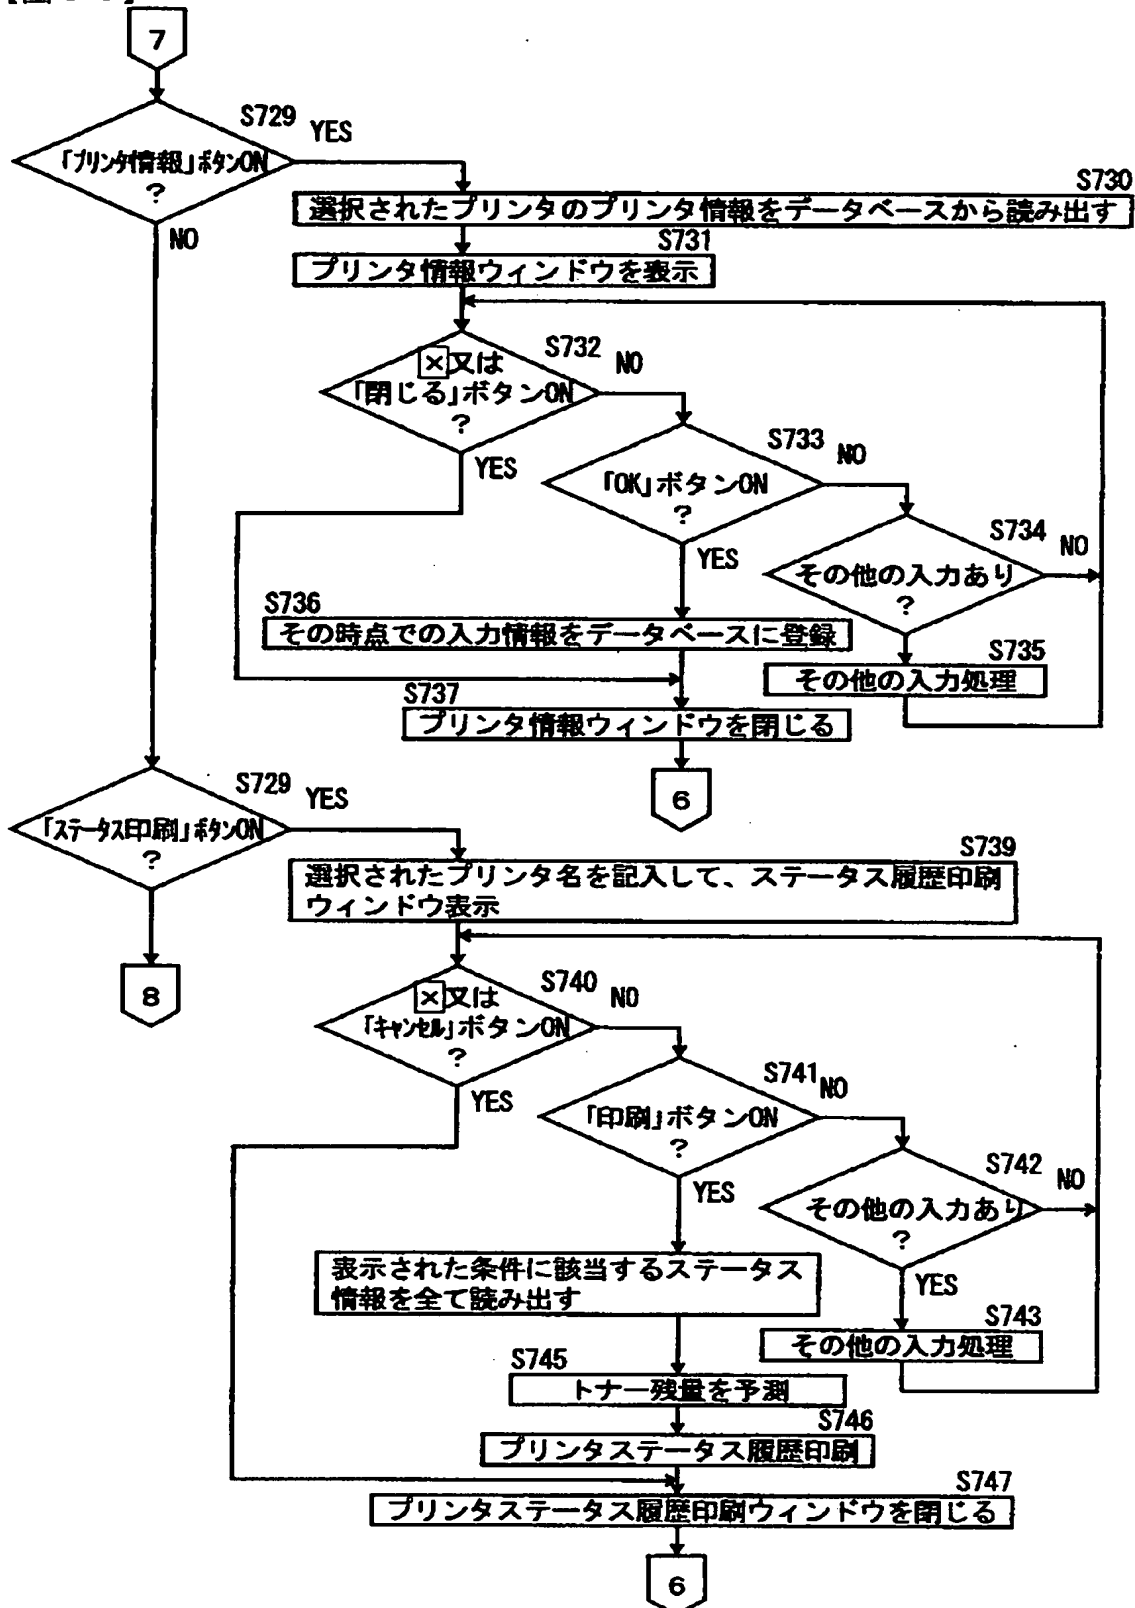 7
S729
YES
「プリンタ情報」ボタンON
?
NO
S730
選択されたプリンタのプリンタ情報をデータベースから読み出す
S731
プリンタ情報ウィンドウを表示
S732
NO
×又は
「閉じる」ボタンON
?
YES
S733
NO
「OK」ボタンON
?
YES
S734
NO
その他の入力あり
?
S735
その他の入力処理
S736
その時点での入力情報をデータベースに登録
S737
プリンタ情報ウィンドウを閉じる
6
S729
YES
「ステータス印刷」ボタンON
?
8
S739
選択されたプリンタ名を記入して、ステータス履歴印刷
ウィンドウ表示
S740
NO
×又は
「キャンセル」ボタンON
?
YES
S741
NO
「印刷」ボタンON
?
YES
S742
NO
その他の入力あり
?
YES
S743
その他の入力処理
表示された条件に該当するステータス
情報を全て読み出す
S745
トナー残量を予測
S746
プリンタステータス履歴印刷
S747
プリンタステータス履歴印刷ウィンドウを閉じる
6